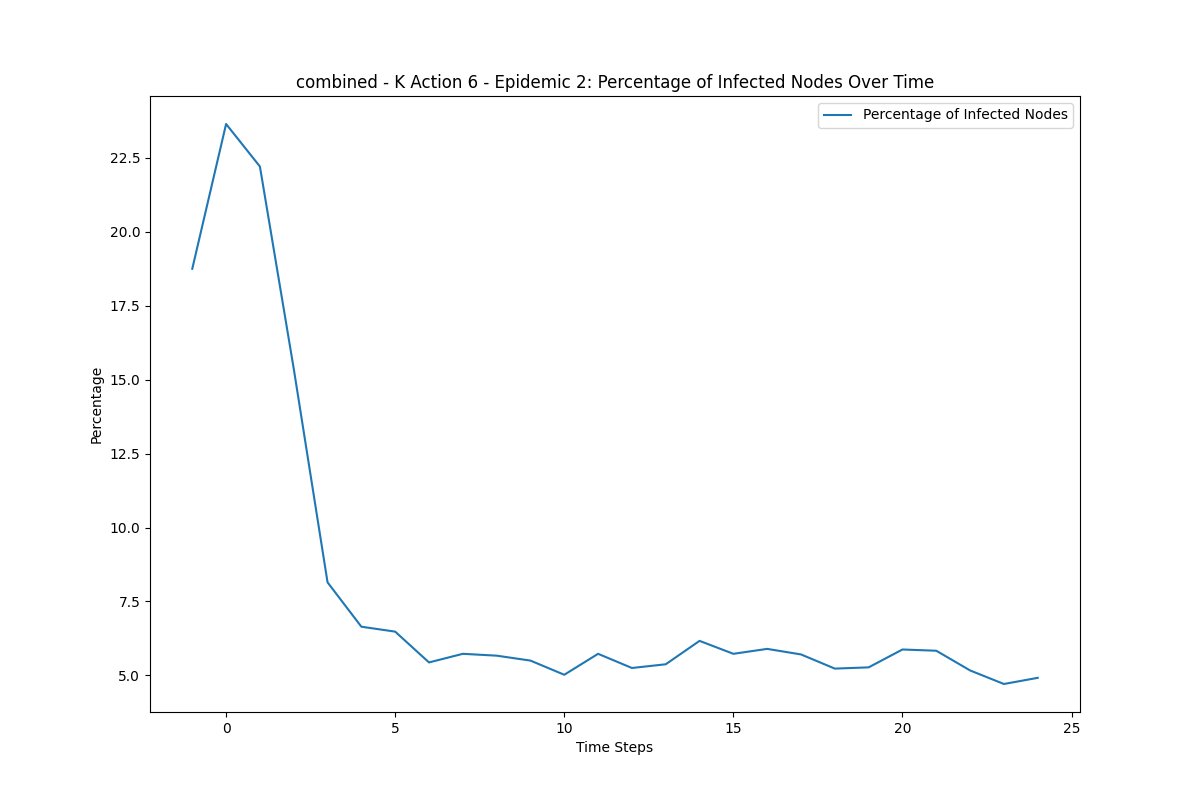 combined - K Action 6 - Epidemic 2: Percentage of Infected Nodes Over Time
Percentage of Infected Nodes
22.5
20.0
17.5
15.0
12.5
10.0
7.5
5.0
Percentage
0 5 10 15 20 25
Time Steps